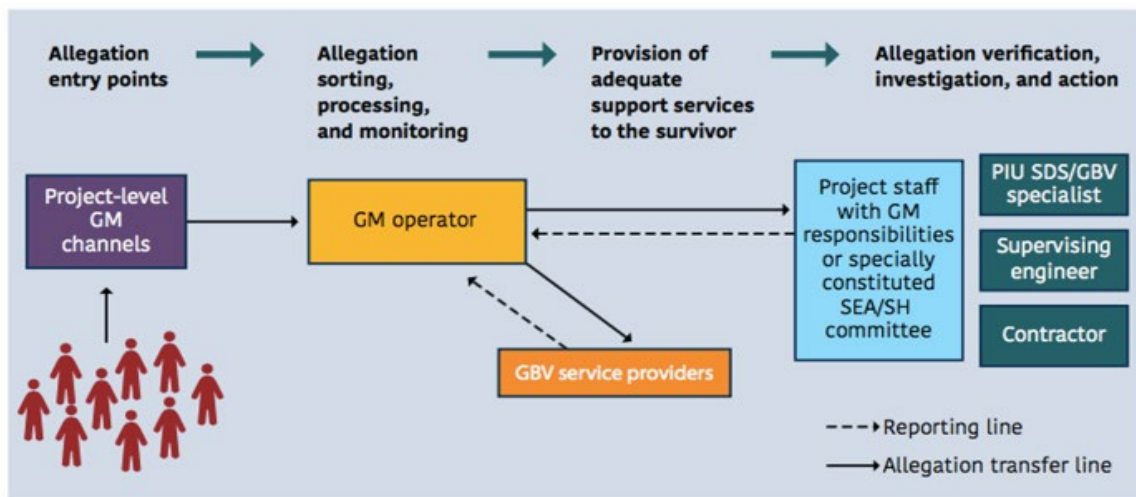 Allegation
entry points
Allegation
sorting,
processing,
and monitoring
Provision of
adequate
support services
to the survivor
Allegation verification,
investigation, and action
Project-level
GM
channels
GM operator
Project staff
with GM
responsibilities
or specially
constituted
SEA/SH
committee
PIU SDS/GBV
specialist
Supervising
engineer
Contractor
GBV service providers
Reporting line
Allegation transfer line